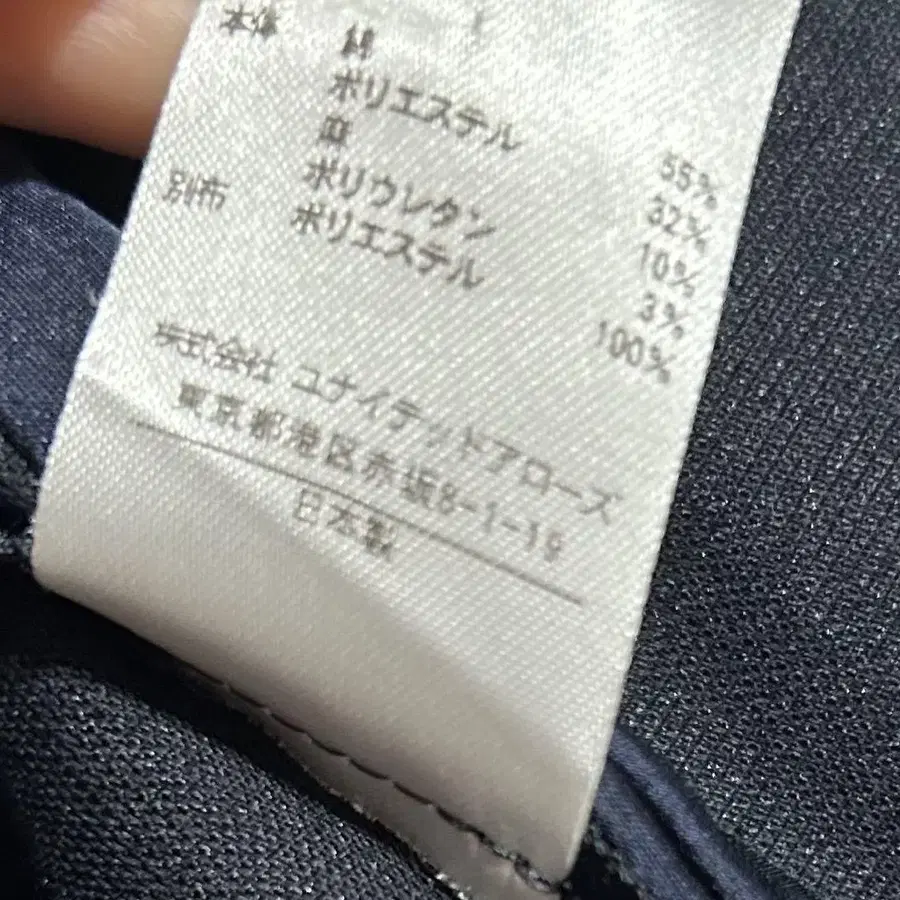 本体 綿 55%
ポリエステル 32%
麻 10%
ポリウレタン 3%
別布 ポリエステル 100%
株式会社 ユナイテッドアローズ
東京都港区赤坂8-1-19
日本製